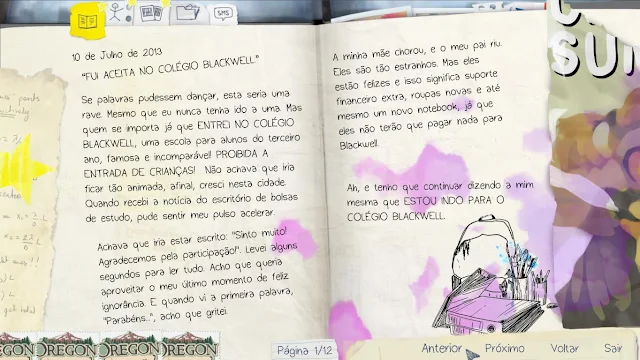 SMS
10 de Julho de 2013
"FUI ACEITA NO COLÉGIO BLACKWELL"
Se palavras pudessem dançar, esta seria uma
rave. Mesmo que eu nunca tenha ido a uma. Mas
quem se importa já que ENTREI NO COLÉGIO
BLACKWELL, uma escola para alunos do terceiro
ano, famosa e incomparável! PROIBIDA A
ENTRADA DE CRIANÇAS! Não achava que iria
ficar tão animada, afinal, cresci nesta cidade.
Quando recebi a notícia do escritório de bolsas
de estudo, pude sentir meu pulso acelerar.
Achava que iria estar escrito: "Sinto muito!
Agradecemos pela participação!". Levei alguns
segundos para ler tudo. Acho que queria
aproveitar o meu último momento de feliz
ignorância. E quando vi a primeira palavra,
"Parabéns...", acho que gritei.
A minha mãe chorou, e o meu pai riu.
Eles são tão estranhos. Mas eles
estão felizes e isso significa suporte
financeiro extra, roupas novas e até
mesmo um novo notebook, já que
eles não terão que pagar nada para
Blackwell.
Ah, e tenho que continuar dizendo a mim
mesma que ESTOU INDO PARA O
COLÉGIO BLACKWELL.
OREGON OREGON OREGON OREGON
Página 1/12
Anterior Próximo Voltar Sair